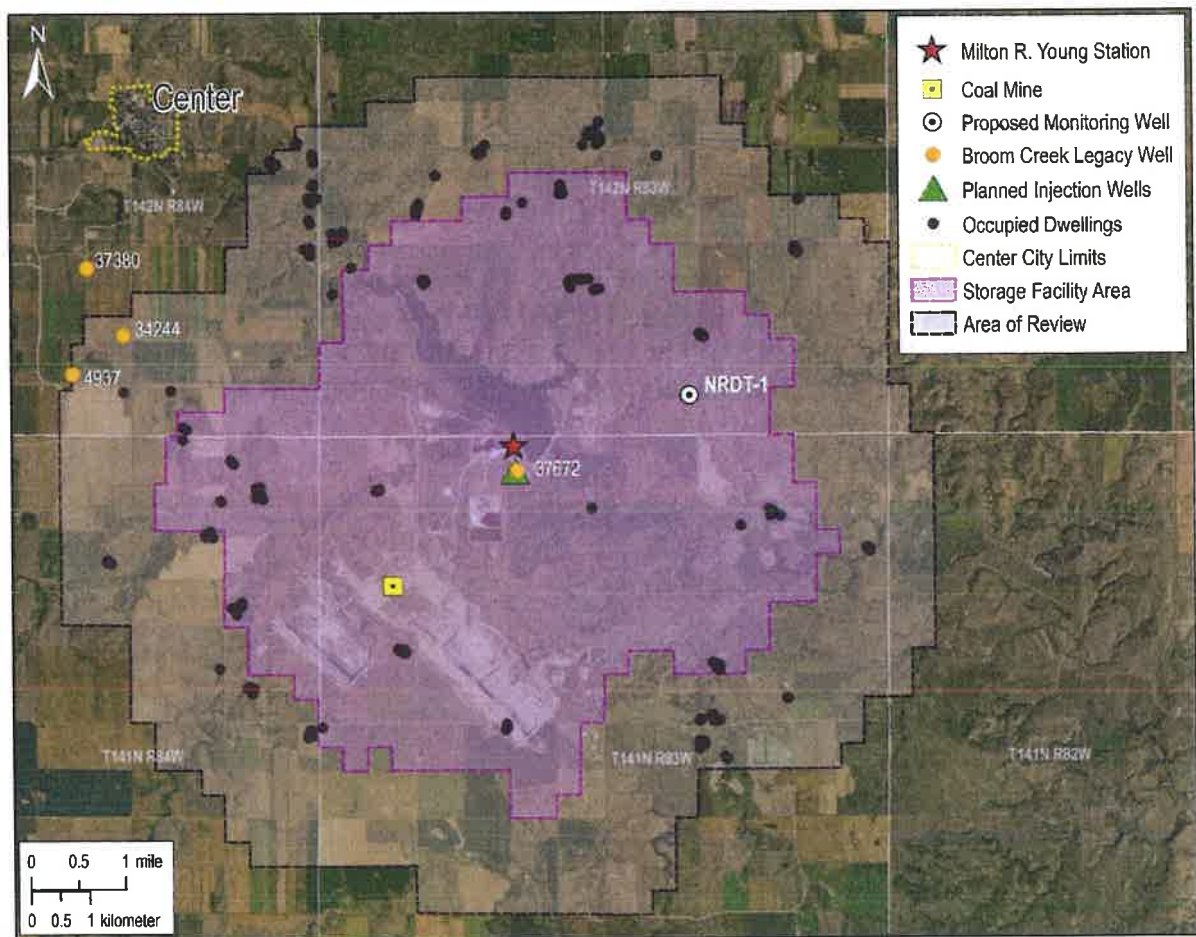 N
Center
T142N R84W
T142N R83W
37380
34244
4937
NRDT-1
37672
T141N R84W
T141N R83W
T141N R82W
Milton R. Young Station
Coal Mine
Proposed Monitoring Well
Broom Creek Legacy Well
Planned Injection Wells
Occupied Dwellings
Center City Limits
Storage Facility Area
Area of Review
0 0.5 1 mile
0 0.5 1 kilometer